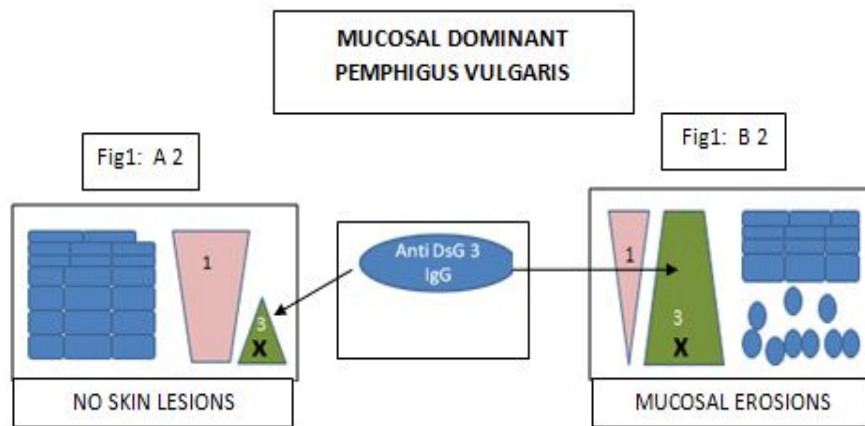 MUCOSAL DOMINANT
PEMPHIGUS VULGARIS
Fig1: A 2
Fig1: B 2
1
3
X
Anti DsG 3
IgG
1
3
X
NO SKIN LESIONS
MUCOSAL EROSIONS